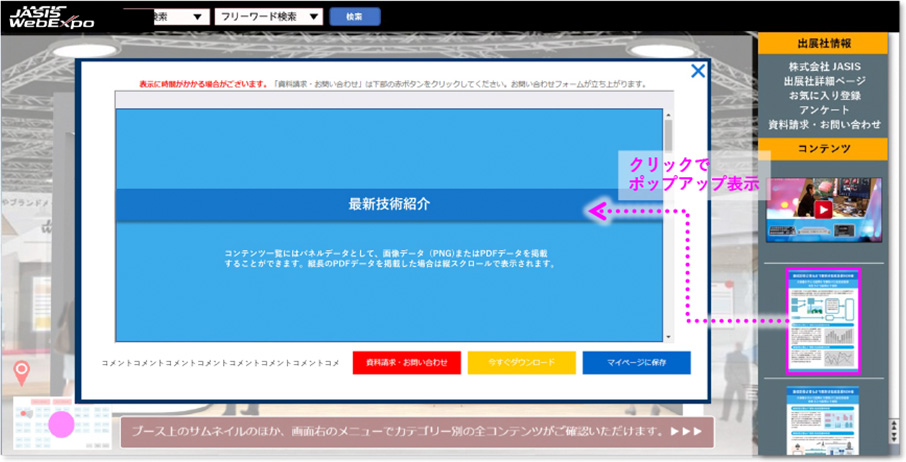 JASIS
WebExpo
検索
フリーワード検索
検索
出展社情報
株式会社 JASIS
出展社詳細ページ
お気に入り登録
アンケート
資料請求・お問い合わせ
コンテンツ
表示に時間がかかる場合がございます。「資料請求・お問い合わせ」は下部の赤ボタンをクリックしてください。お問い合わせフォームが立ち上がります。
クリックで
ポップアップ表示
最新技術紹介
コンテンツ一覧にはパネルデータとして、画像データ（PNG)またはPDFデータを掲載
することができます。縦長のPDFデータを掲載した場合は縦スクロールで表示されます。
コメントコメントコメントコメントコメントコメントコメントコメ
資料請求・お問い合わせ
今すぐダウンロード
マイページに保存
ブース上のサムネイルのほか、画面右のメニューでカテゴリー別の全コンテンツがご確認いただけます。▶▶▶